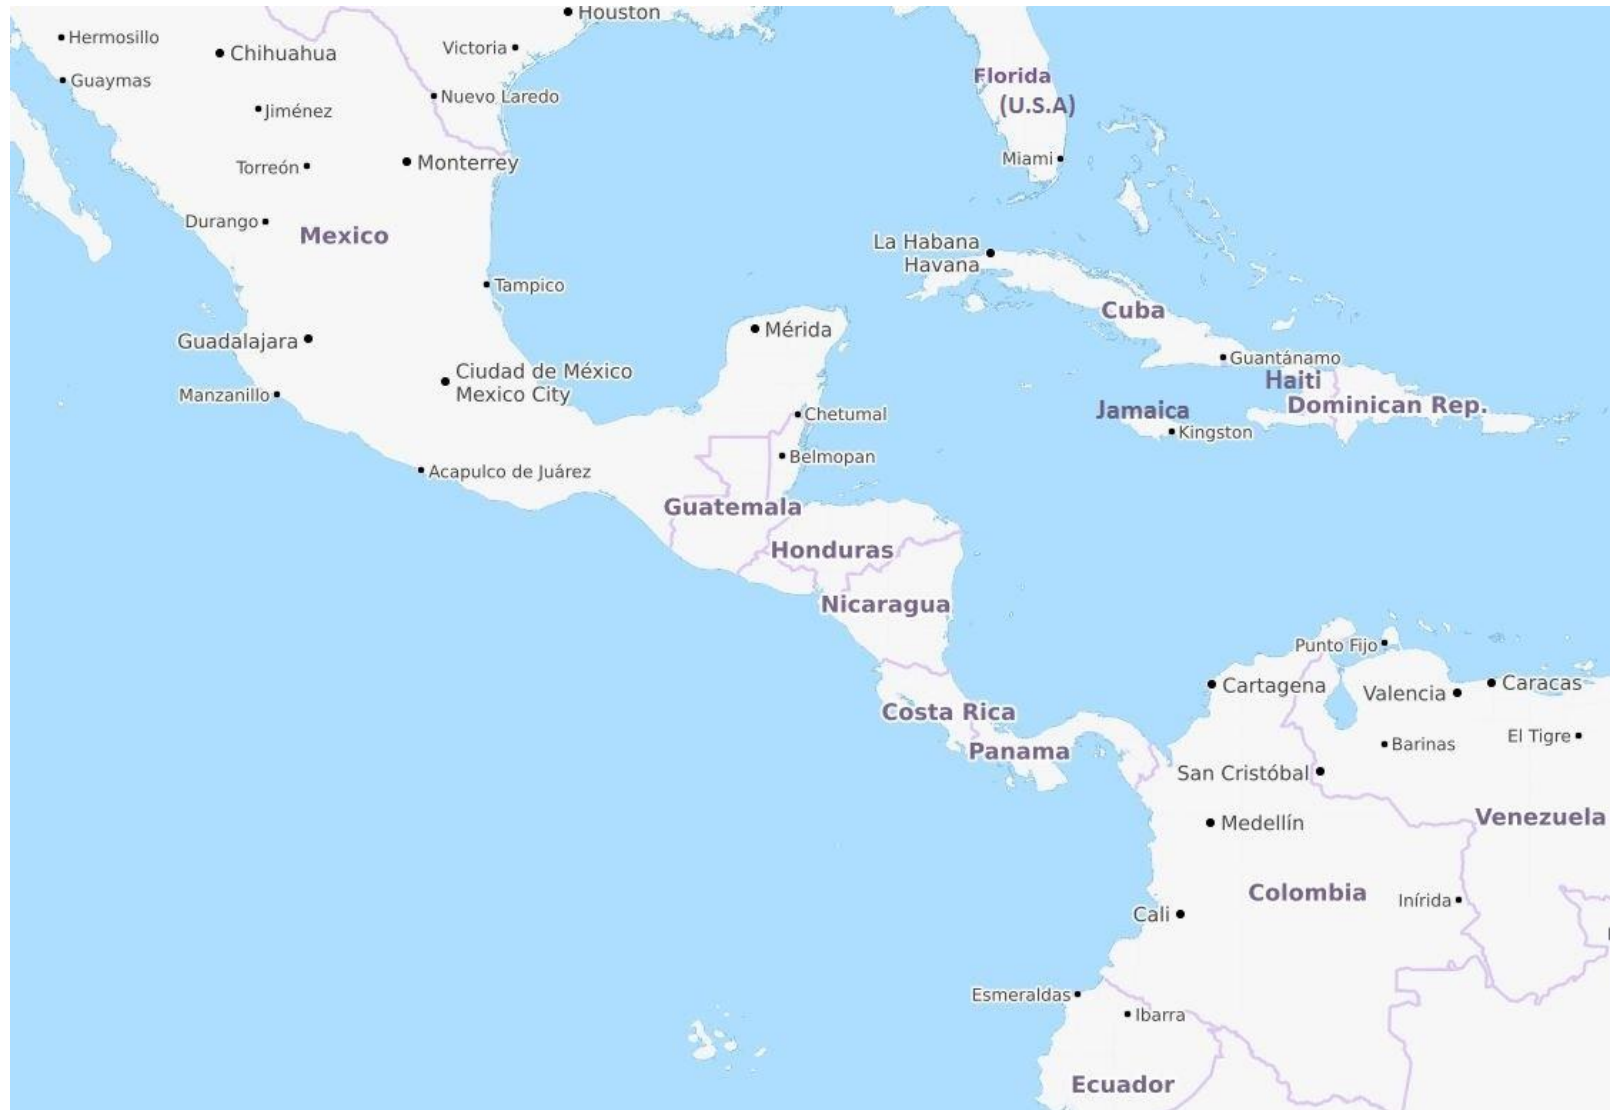 Houston
Hermosillo
Chihuahua
Victoria
Guaymas
Florida
(U.S.A)
Nuevo Laredo
Jiménez
Miami
Monterrey
Torreón
Durango
Mexico
La Habana
Havana
Tampico
Cuba
Mérida
Guadalajara
Guantánamo
Ciudad de México
Mexico City
Haiti
Manzanillo
Dominican Rep.
Jamaica
Chetumal
Kingston
Belmopan
Acapulco de Juárez
Guatemala
Honduras
Nicaragua
Punto Fijo
Cartagena
Valencia
Caracas
Costa Rica
Panama
Barinas
El Tigre
San Cristóbal
Medellín
Venezuela
Colombia
Inírida
Cali
Esmeraldas
Ibarra
Ecuador